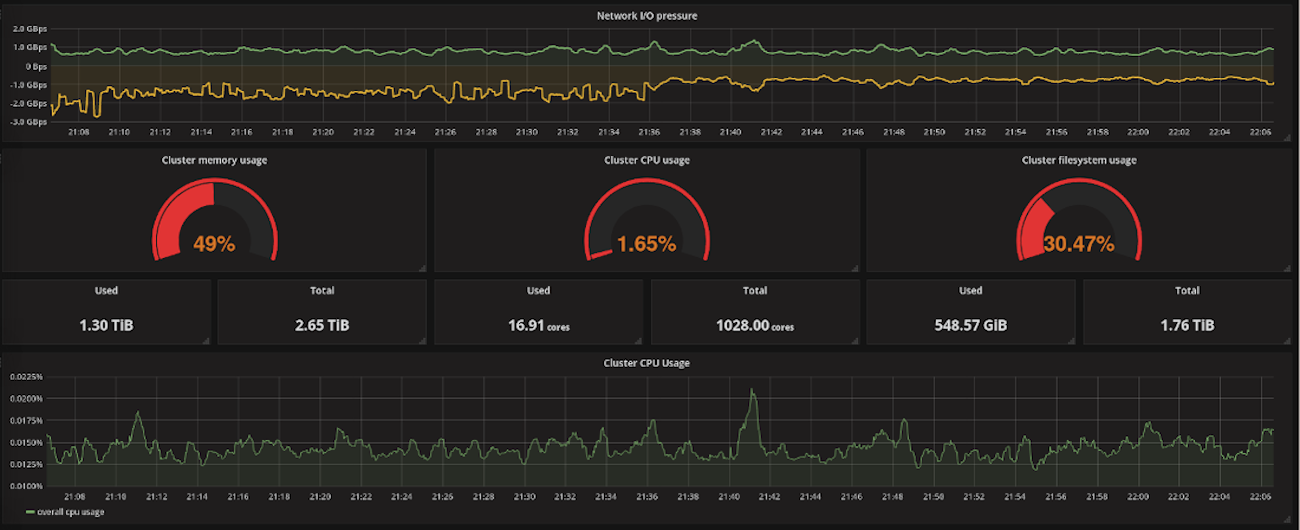 Network I/O pressure
2.0 GBps
1.0 GBps
0 Bps
-1.0 GBps
-2.0 GBps
-3.0 GBps
21:08 21:10 21:12 21:14 21:16 21:18 21:20 21:22 21:24 21:26 21:28 21:30 21:32 21:34 21:36 21:38 21:40 21:42 21:44 21:46 21:48 21:50 21:52 21:54 21:56 21:58 22:00 22:02 22:04 22:06
Cluster memory usage Cluster CPU usage Cluster filesystem usage
49% 1.65% 30.47%
Used Total Used Total Used Total
1.30 TiB 2.65 TiB 16.91 cores 1028.00 cores 548.57 GiB 1.76 TiB
Cluster CPU Usage
0.0225%
0.0200%
0.0175%
0.0150%
0.0125%
0.0100%
21:08 21:10 21:12 21:14 21:16 21:18 21:20 21:22 21:24 21:26 21:28 21:30 21:32 21:34 21:36 21:38 21:40 21:42 21:44 21:46 21:48 21:50 21:52 21:54 21:56 21:58 22:00 22:02 22:04 22:06
overall cpu usage